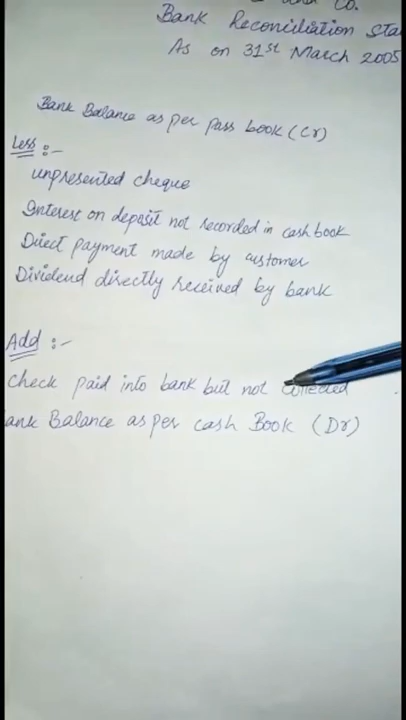 Co.
Bank Reconciliation Sta
As on 31st March 2005
Bank Balance as per pass book (Cr)
Less :-
unpresented cheque
Interest on deposit not recorded in cash book
Direct payment made by customer
Dividend directly received by bank
Add :-
check paid into bank but not collected
ank Balance as per cash Book (Dr)